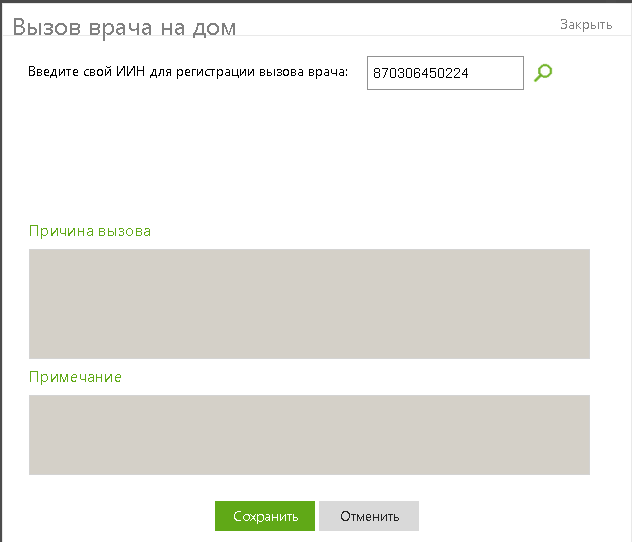 Вызов врача на дом
Закрыть
Введите свой ИИН для регистрации вызова врача:
870306450224
Причина вызова
Примечание
Сохранить
Отменить